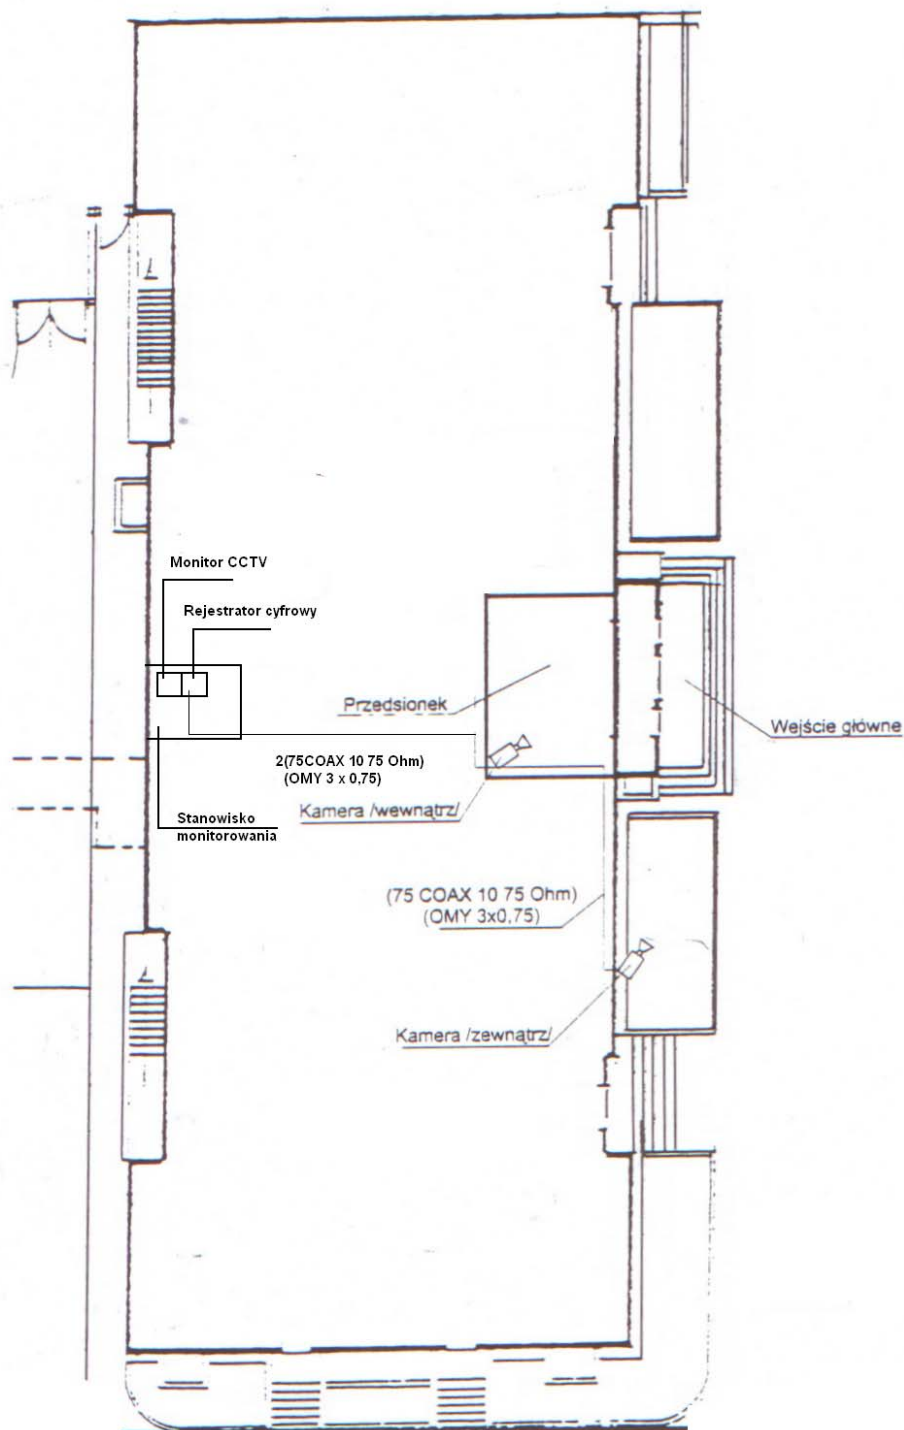 Monitor CCTV
Rejestrator cyfrowy
Przedsionek
Wejście główne
2(75COAX 10 75 Ohm)
(OMY 3 x 0,75)
Kamera /wewnątrz/
Stanowisko
monitorowania
(75 COAX 10 75 Ohm)
(OMY 3x0,75)
Kamera /zewnątrz/